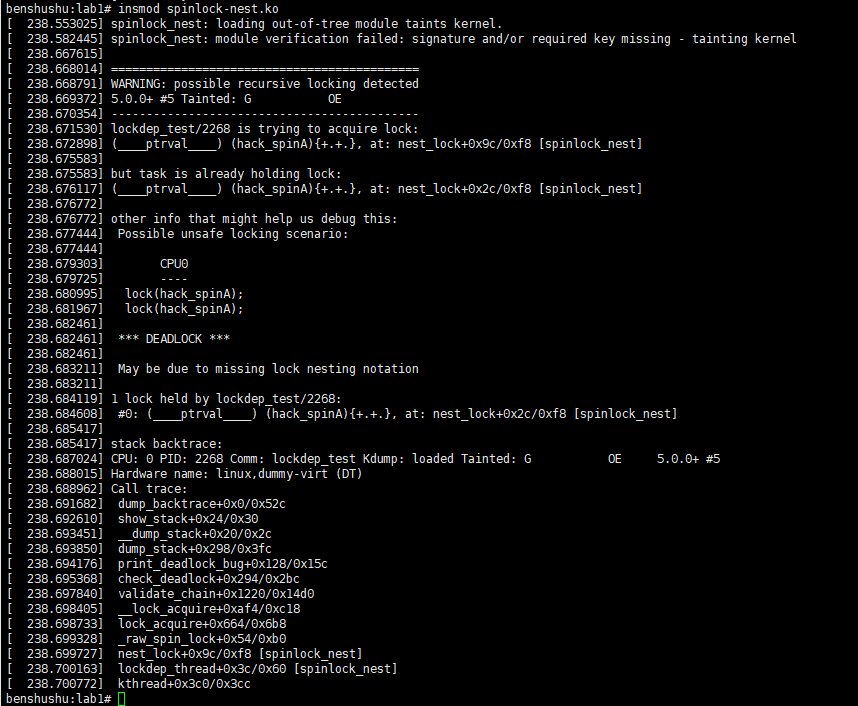 benshushu:lab1# insmod spinlock-nest.ko
[  238.553025] spinlock_nest: loading out-of-tree module taints kernel.
[  238.582445] spinlock_nest: module verification failed: signature and/or required key missing - tainting kernel
[  238.667615]
[  238.668014] ============================================
[  238.668791] WARNING: possible recursive locking detected
[  238.669372] 5.0.0+ #5 Tainted: G           OE
[  238.670354] --------------------------------------------
[  238.671530] lockdep_test/2268 is trying to acquire lock:
[  238.672898] (____ptrval____) (hack_spinA){+.+.}, at: nest_lock+0x9c/0xf8 [spinlock_nest]
[  238.675583]
[  238.675583] but task is already holding lock:
[  238.676117] (____ptrval____) (hack_spinA){+.+.}, at: nest_lock+0x2c/0xf8 [spinlock_nest]
[  238.676772]
[  238.676772] other info that might help us debug this:
[  238.677444]  Possible unsafe locking scenario:
[  238.677444]
[  238.679303]        CPU0
[  238.679725]        ----
[  238.680995]   lock(hack_spinA);
[  238.681967]   lock(hack_spinA);
[  238.682461]
[  238.682461]  *** DEADLOCK ***
[  238.682461]
[  238.683211]  May be due to missing lock nesting notation
[  238.683211]
[  238.684119] 1 lock held by lockdep_test/2268:
[  238.684608]  #0: (____ptrval____) (hack_spinA){+.+.}, at: nest_lock+0x2c/0xf8 [spinlock_nest]
[  238.685417]
[  238.685417] stack backtrace:
[  238.687024] CPU: 0 PID: 2268 Comm: lockdep_test Kdump: loaded Tainted: G           OE     5.0.0+ #5
[  238.688015] Hardware name: linux,dummy-virt (DT)
[  238.688962] Call trace:
[  238.691682]  dump_backtrace+0x0/0x52c
[  238.692610]  show_stack+0x24/0x30
[  238.693451]  __dump_stack+0x20/0x2c
[  238.693850]  dump_stack+0x298/0x3fc
[  238.694176]  print_deadlock_bug+0x128/0x15c
[  238.695368]  check_deadlock+0x294/0x2bc
[  238.697840]  validate_chain+0x1220/0x14d0
[  238.698405]  __lock_acquire+0xaf4/0xc18
[  238.698733]  lock_acquire+0x664/0x6b8
[  238.699328]  _raw_spin_lock+0x54/0xb0
[  238.699727]  nest_lock+0x9c/0xf8 [spinlock_nest]
[  238.700163]  lockdep_thread+0x3c/0x60 [spinlock_nest]
[  238.700772]  kthread+0x3c0/0x3cc
benshushu:lab1#